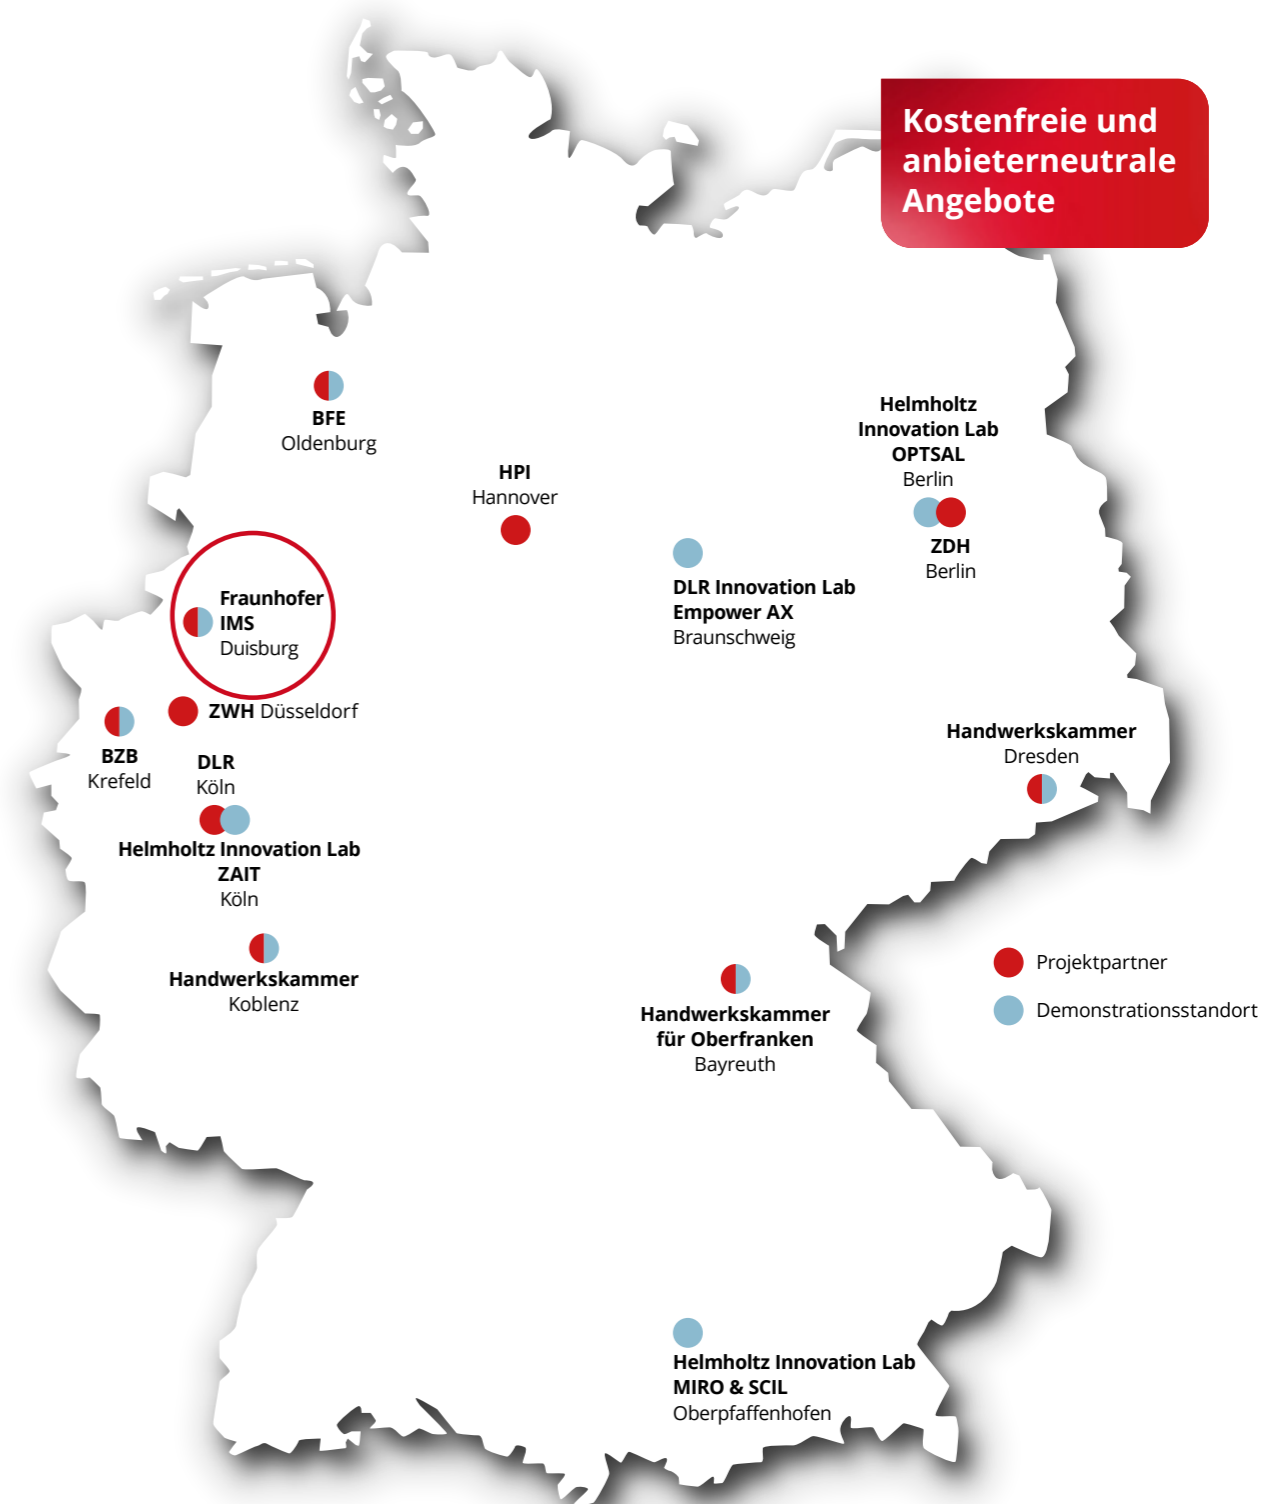 Kostenfreie und
anbieterneutrale
Angebote
BFE
Oldenburg
HPI
Hannover
Helmholtz
Innovation Lab
OPTSAL
Berlin
ZDH
Berlin
DLR Innovation Lab
Empower AX
Braunschweig
Fraunhofer
IMS
Duisburg
ZWH Düsseldorf
BZB
Krefeld
DLR
Köln
Helmholtz Innovation Lab
ZAIT
Köln
Handwerkskammer
Dresden
Handwerkskammer
Koblenz
Handwerkskammer
für Oberfranken
Bayreuth
Projektpartner
Demonstrationsstandort
Helmholtz Innovation Lab
MIRO & SCIL
Oberpfaffenhofen